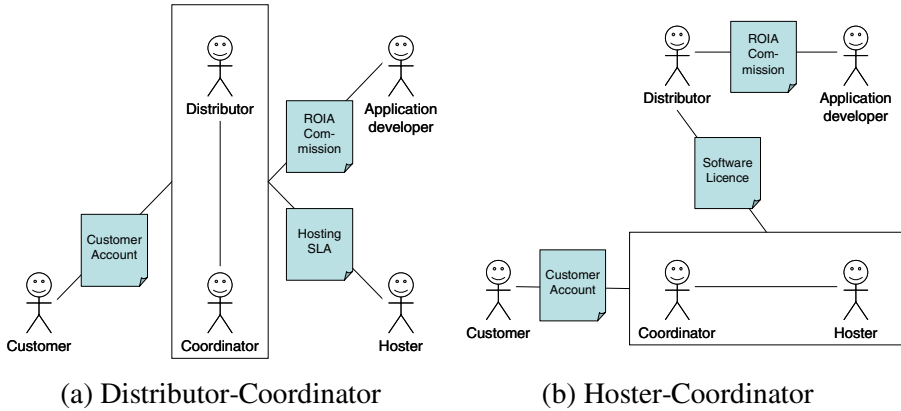 Distributor
ROIA
Com-
mission
Application
developer
Customer
Account
Hosting
SLA
Customer
Coordinator
Hoster
(a) Distributor-Coordinator
ROIA
Com-
mission
Distributor
Application
developer
Software
Licence
Customer
Account
Customer
Coordinator
Hoster
(b) Hoster-Coordinator